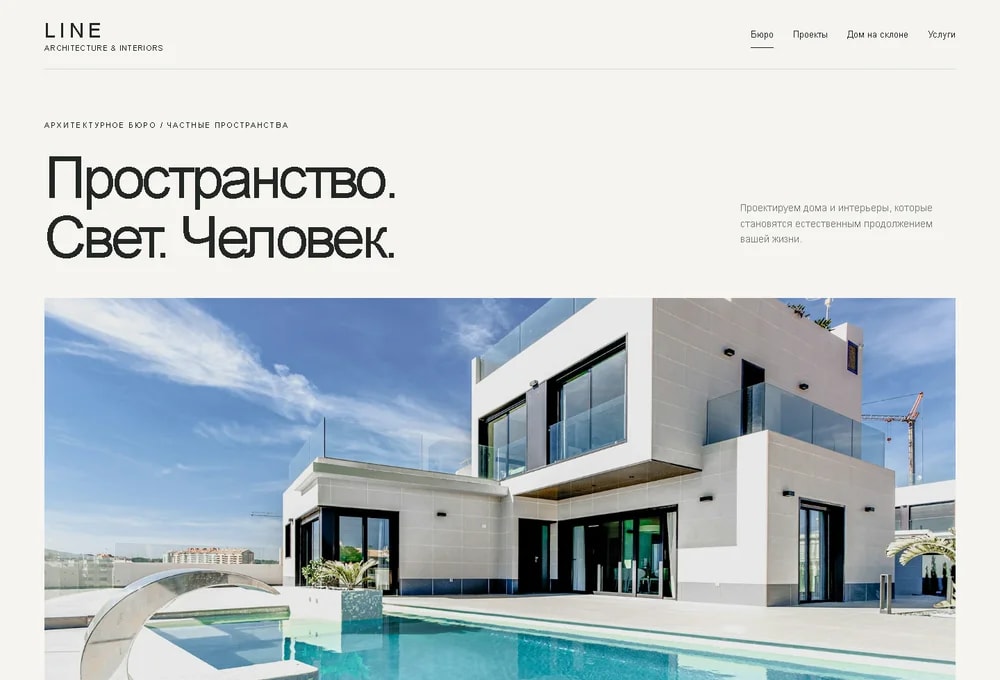 LINE
ARCHITECTURE & INTERIORS
Бюро Проекты Дом на склоне Услуги
АРХИТЕКТУРНОЕ БЮРО / ЧАСТНЫЕ ПРОСТРАНСТВА
Пространство.
Свет. Человек.
Проектируем дома и интерьеры, которые
становятся естественным продолжением
вашей жизни.